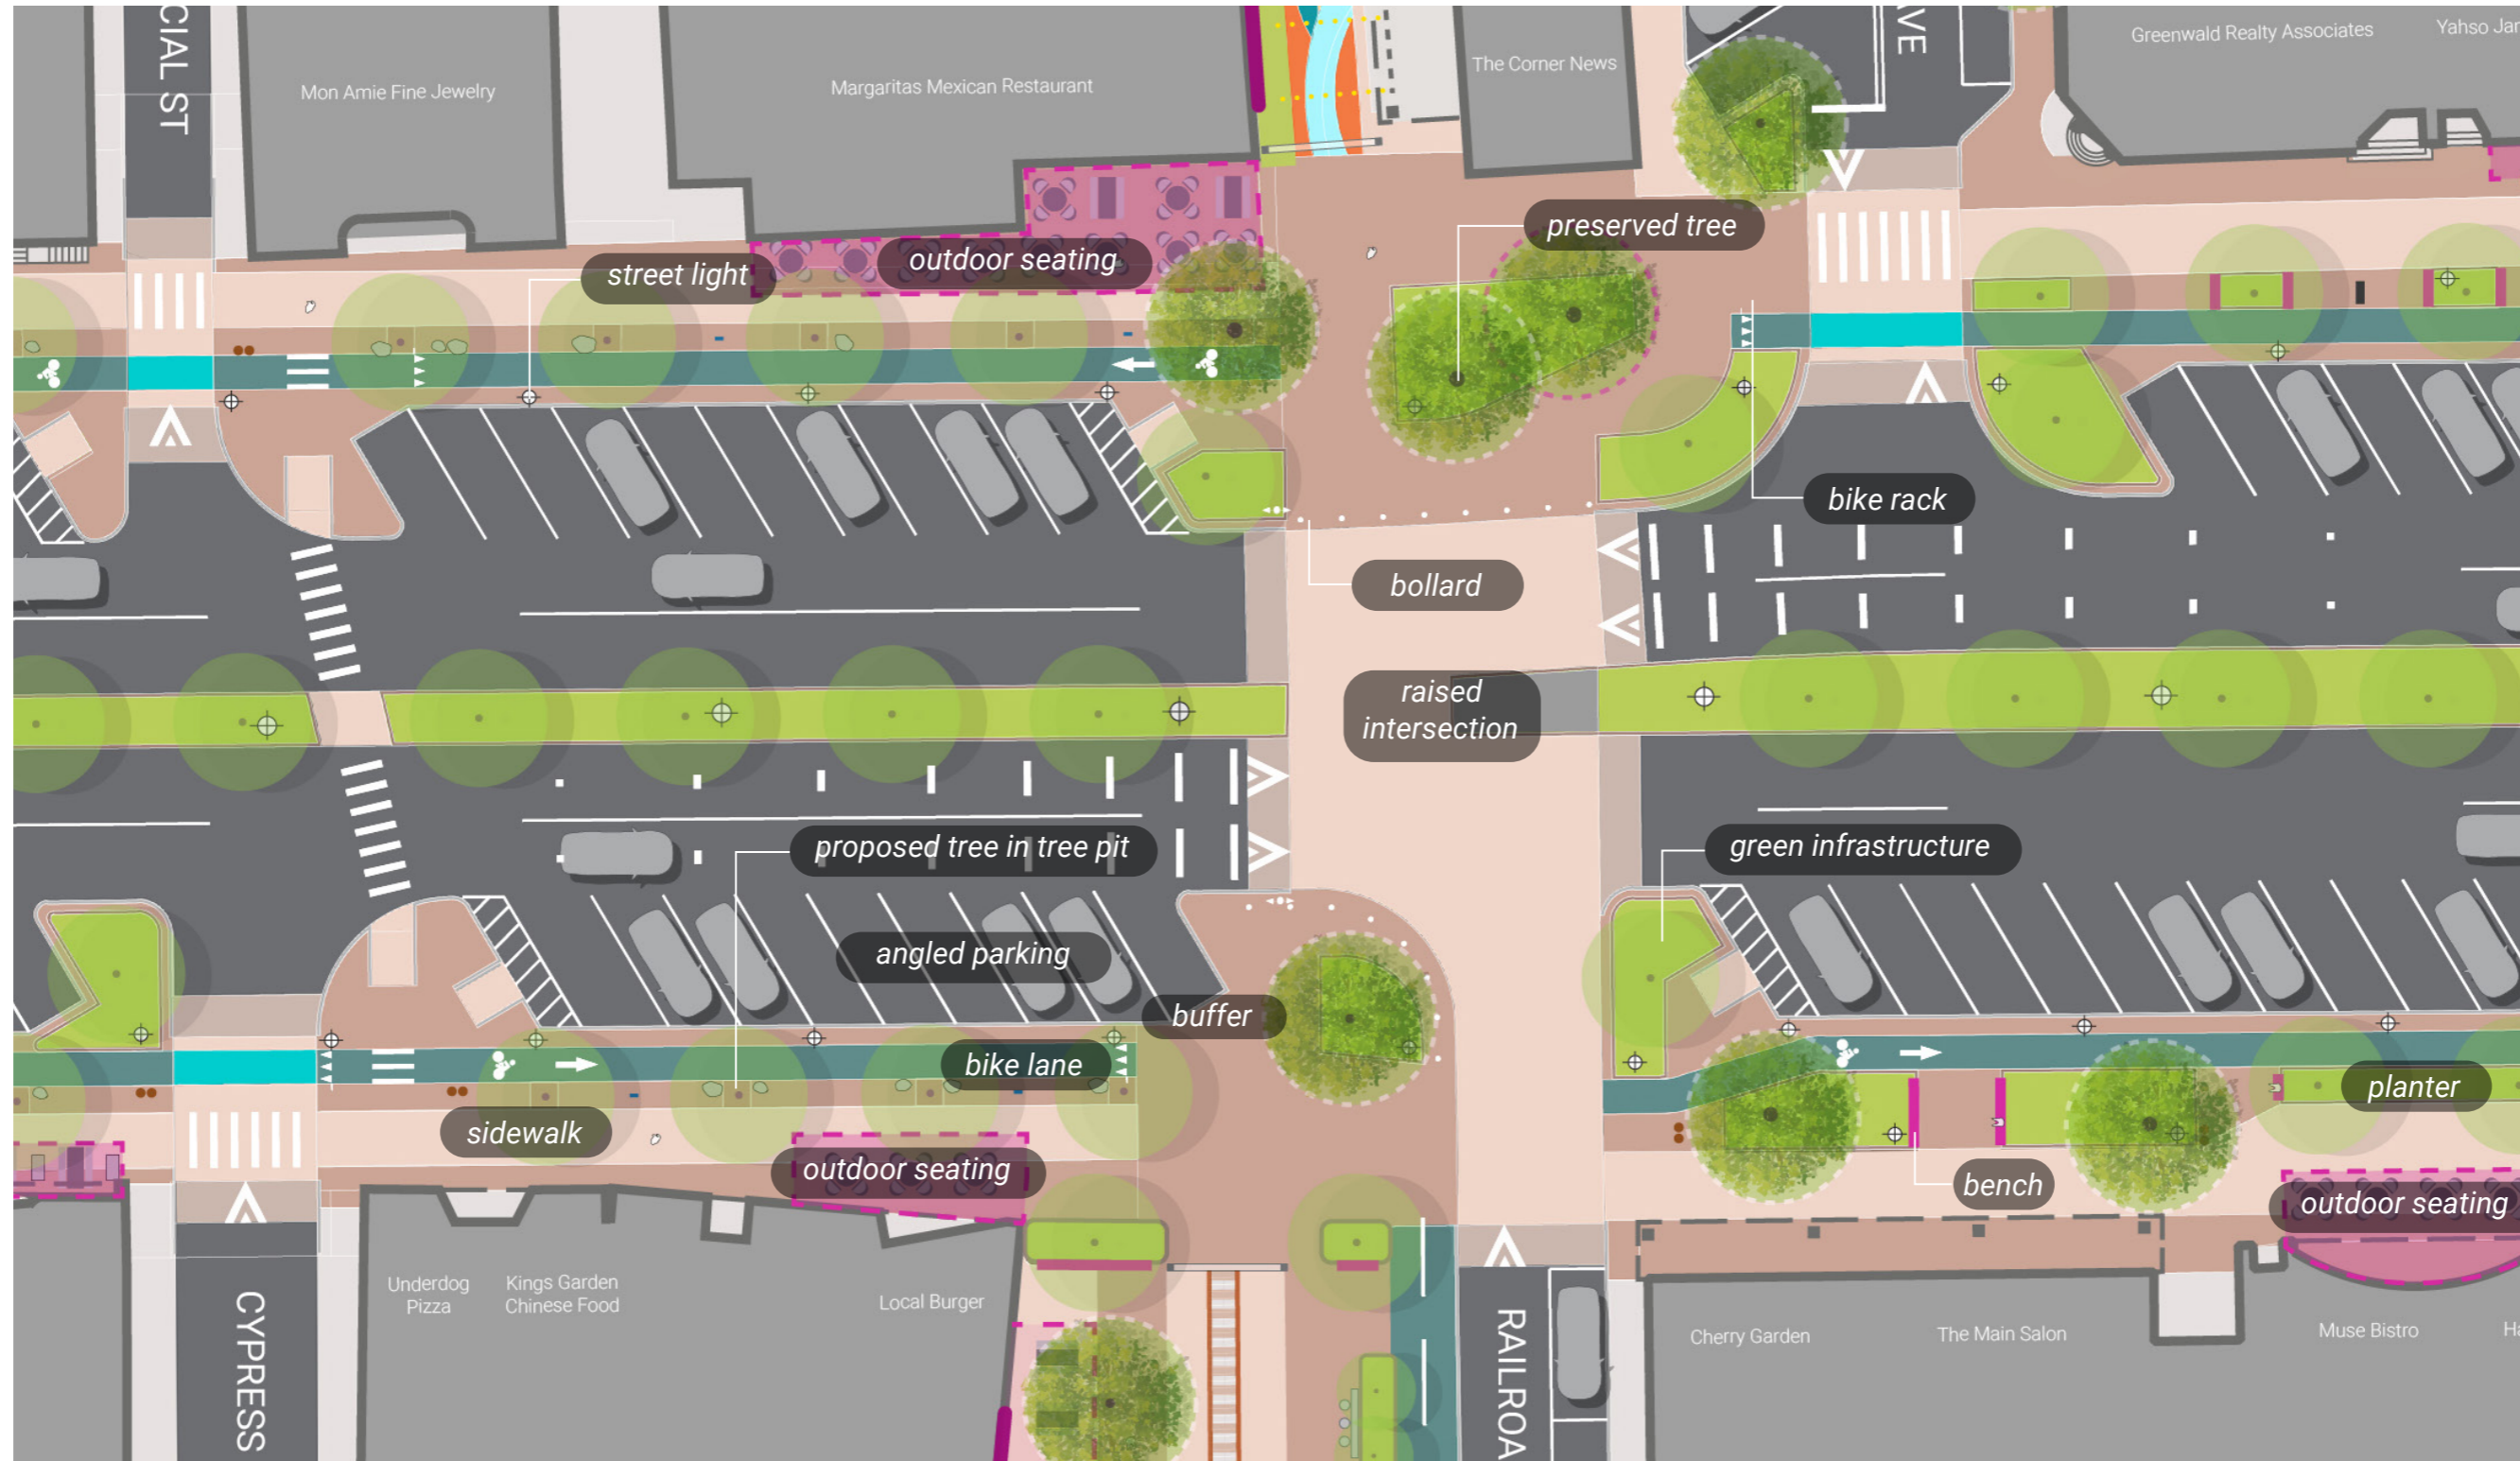 CIAL ST
Mon Amie Fine Jewelry
Margaritas Mexican Restaurant
The Corner News
AVE
Greenwald Realty Associates
preserved tree
street light
outdoor seating
bike rack
bollard
raised
intersection
proposed tree in tree pit
green infrastructure
angled parking
buffer
bike lane
planter
sidewalk
outdoor seating
bench
outdoor seating
Underdog
Pizza
Kings Garden
Chinese Food
Local Burger
CYPRESS
RAILROA
Cherry Garden
The Main Salon
Muse Bistro